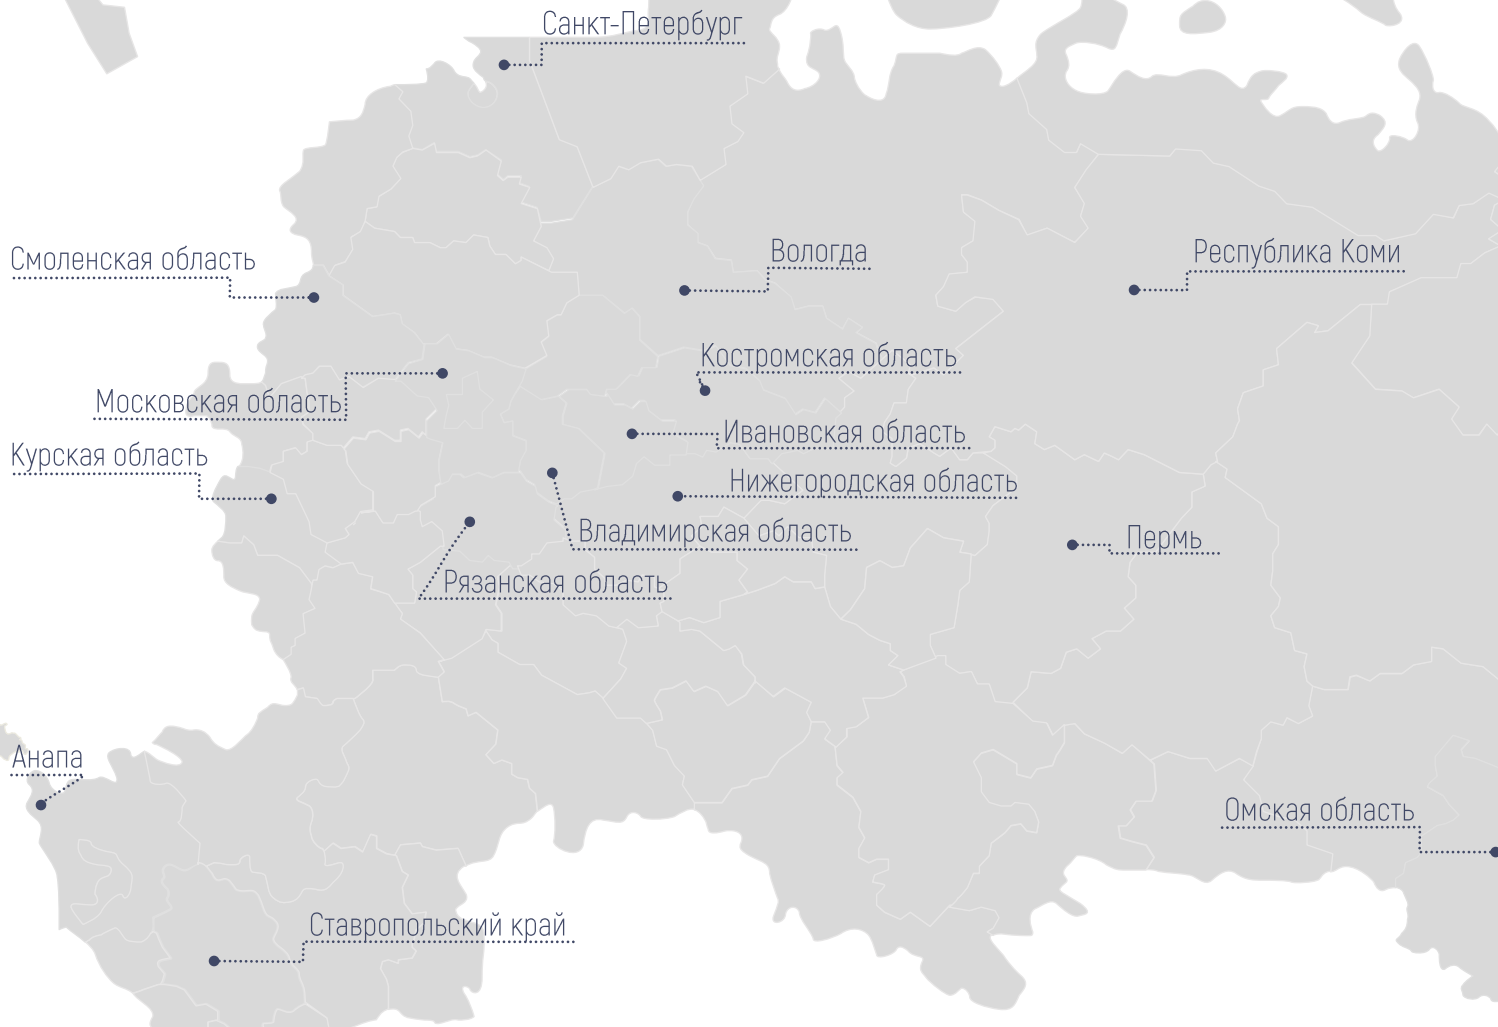 Санкт-Петербург
Смоленская область
Вологда
Республика Коми
Костромская область
Московская область
Ивановская область
Курская область
Нижегородская область
Владимирская область
Пермь
Рязанская область
Анапа
Омская область
Ставропольский край